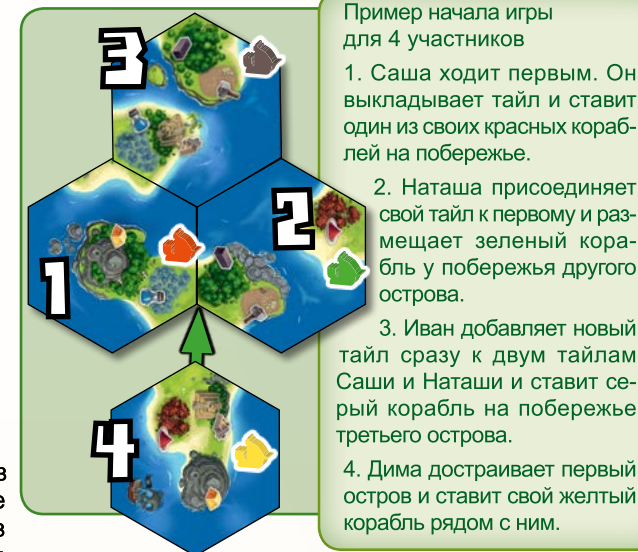 Пример начала игры
для 4 участников
1. Саша ходит первым. Он
выкладывает тайл и ставит
один из своих красных кораб-
лей на побережье.
2. Наташа присоединяет
свой тайл к первому и раз-
мещает зеленый кора-
бль у побережья другого
острова.
3. Иван добавляет новый
тайл сразу к двум тайлам
Саши и Наташи и ставит се-
рый корабль на побережье
третьего острова.
4. Дима достраивает первый
остров и ставит свой желтый
корабль рядом с ним.
3
2
1
4
з
е
в